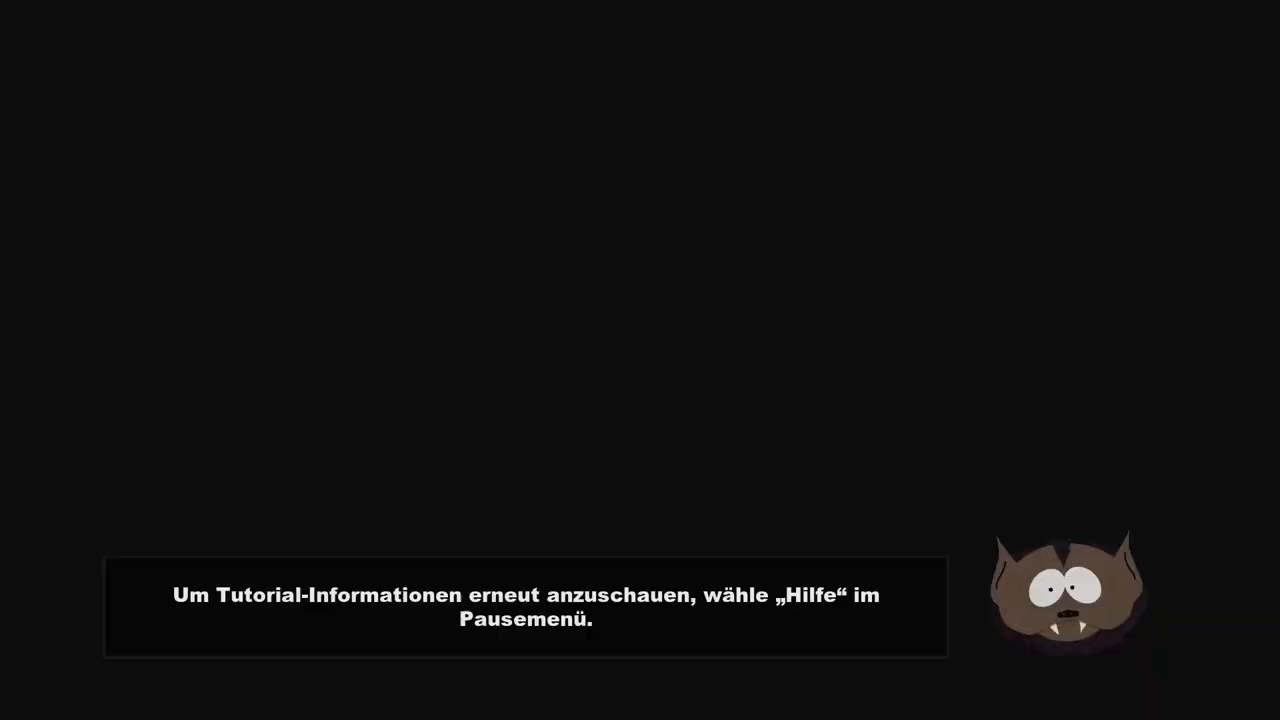 Um Tutorial-Informationen erneut anzuschauen, wähle „Hilfe“ im
Pausemenü.